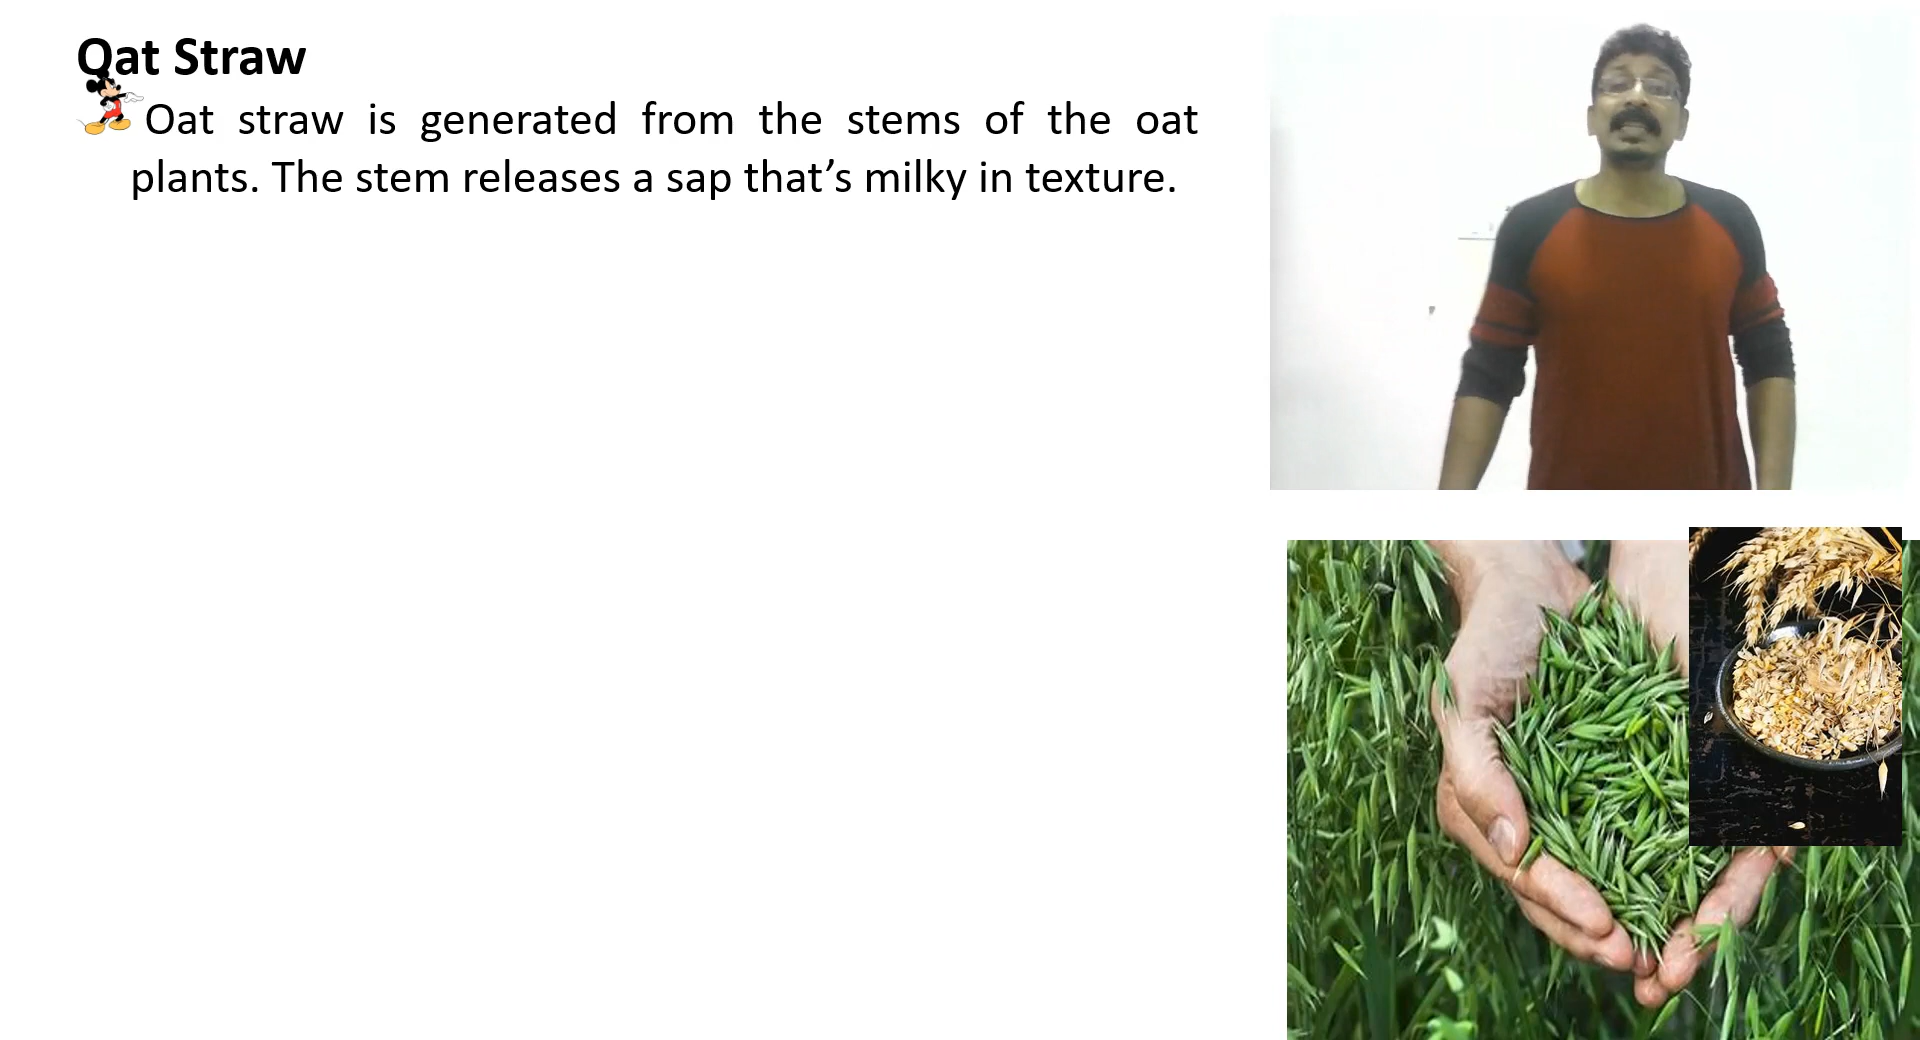 Oat Straw
Oat straw is generated from the stems of the oat
plants. The stem releases a sap that’s milky in texture.